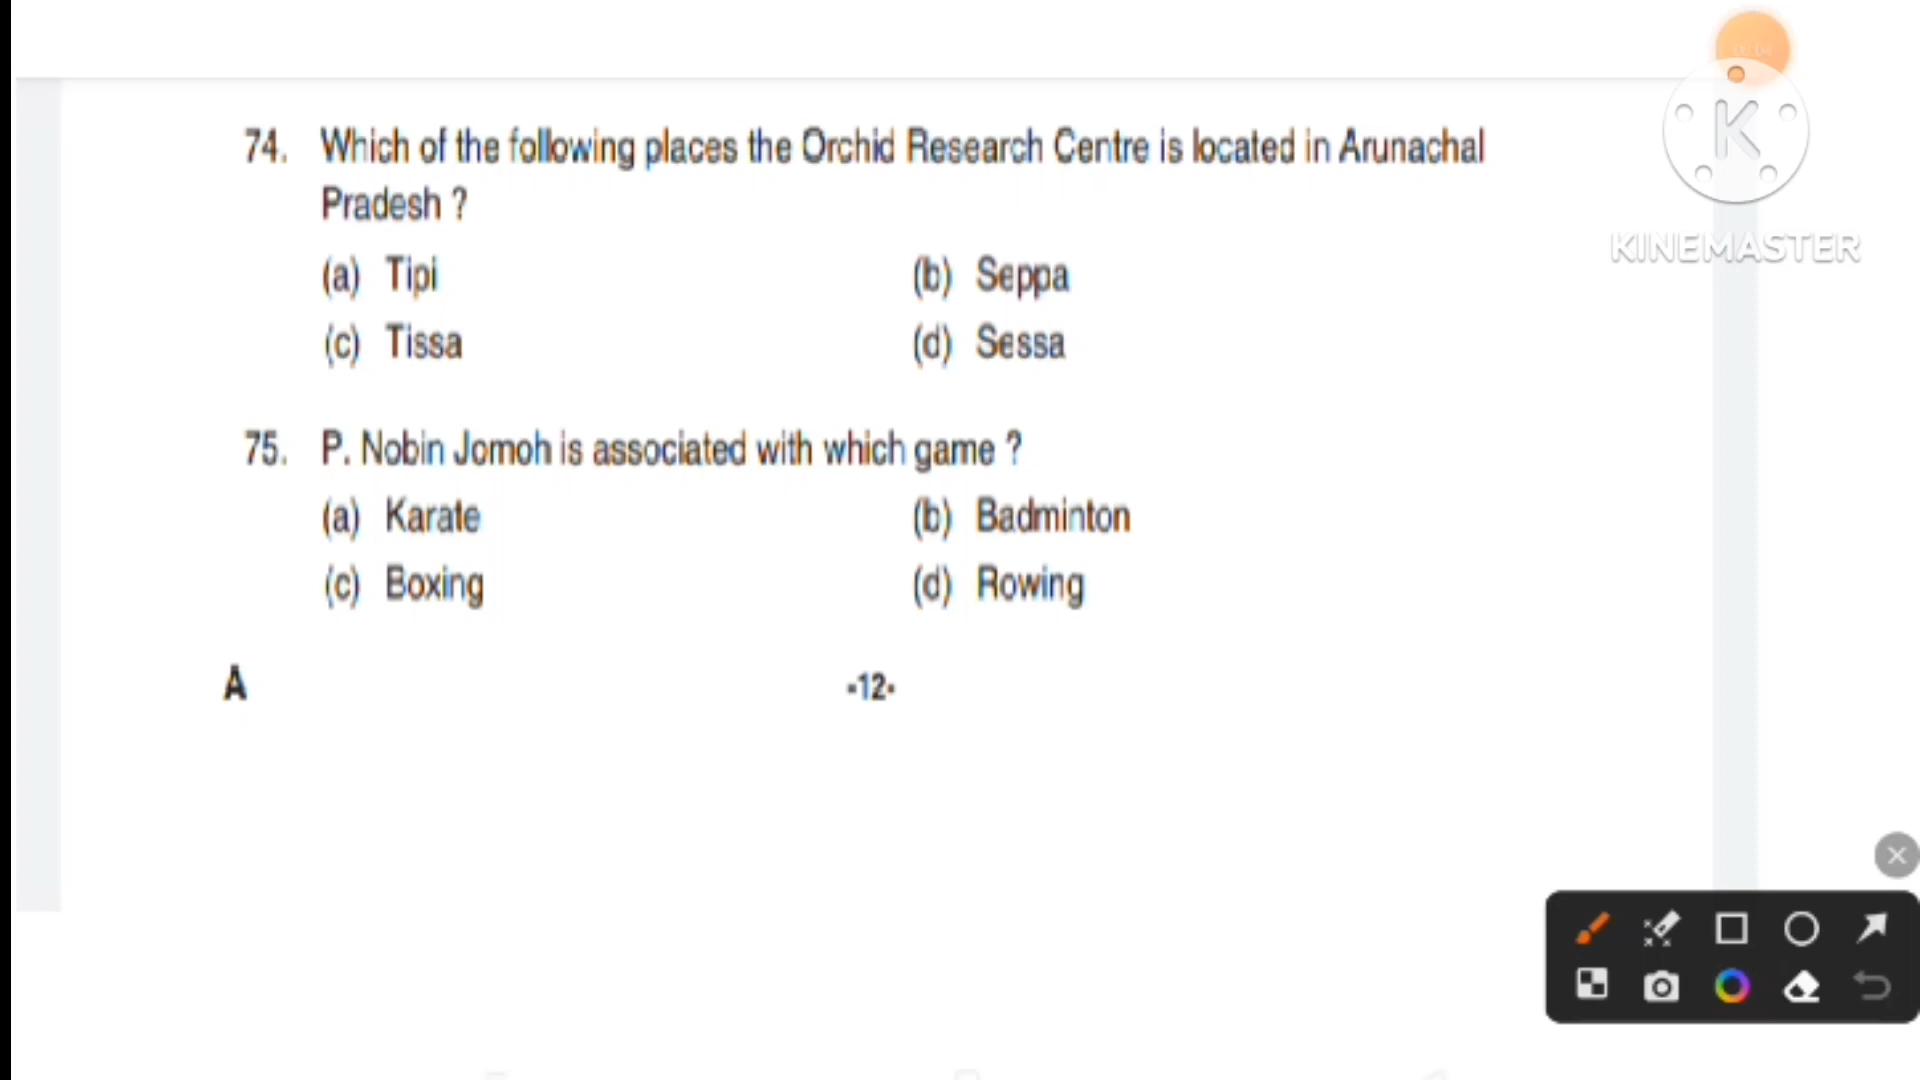 74. Which of the following places the Orchid Research Centre is located in Arunachal
Pradesh ?
(a) Tipi (b) Seppa
(c) Tissa (d) Sessa
75. P. Nobin Jomoh is associated with which game ?
(a) Karate (b) Badminton
(c) Boxing (d) Rowing
A -12-
K
KINEMASTER